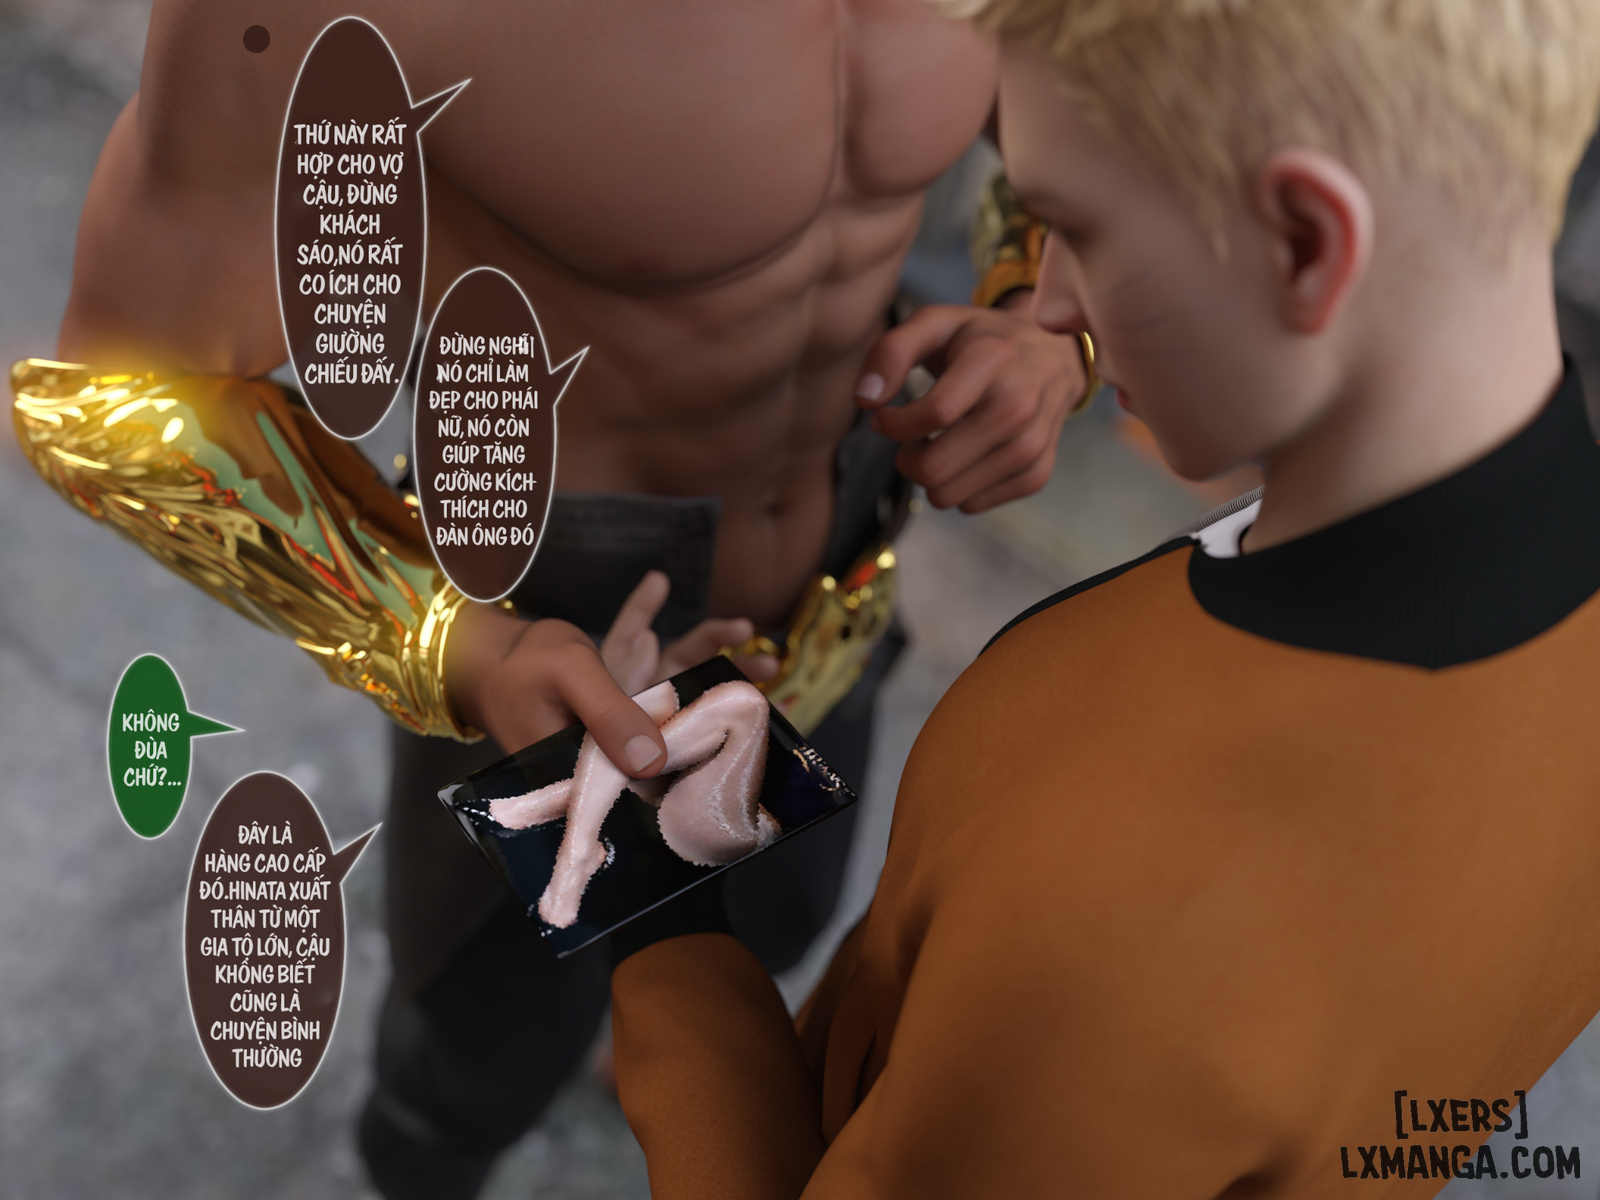 THỨ NÀY RẤT
HỢP CHO VỢ
CẬU, ĐỪNG
KHÁCH
SÁO,NÓ RẤT
CO ÍCH CHO
CHUYỆN
GIƯỜNG
CHIẾU ĐẤY.
ĐỪNG NGHĨ
NÓ CHỈ LÀM
ĐẸP CHO PHÁI
NỮ, NÓ CÒN
GIÚP TĂNG
CƯỜNG KÍCH
THÍCH CHO
ĐÀN ÔNG ĐÓ
KHÔNG
ĐÙA
CHỨ?...
ĐÂY LÀ
HÀNG CAO CẤP
ĐÓ.HINATA XUẤT
THÂN TỪ MỘT
GIA TỘ LỚN, CẬU
KHÔNG BIẾT
CŨNG LÀ
CHUYỆN BÌNH
THƯỜNG
[LXERS]
LXMANGA.COM